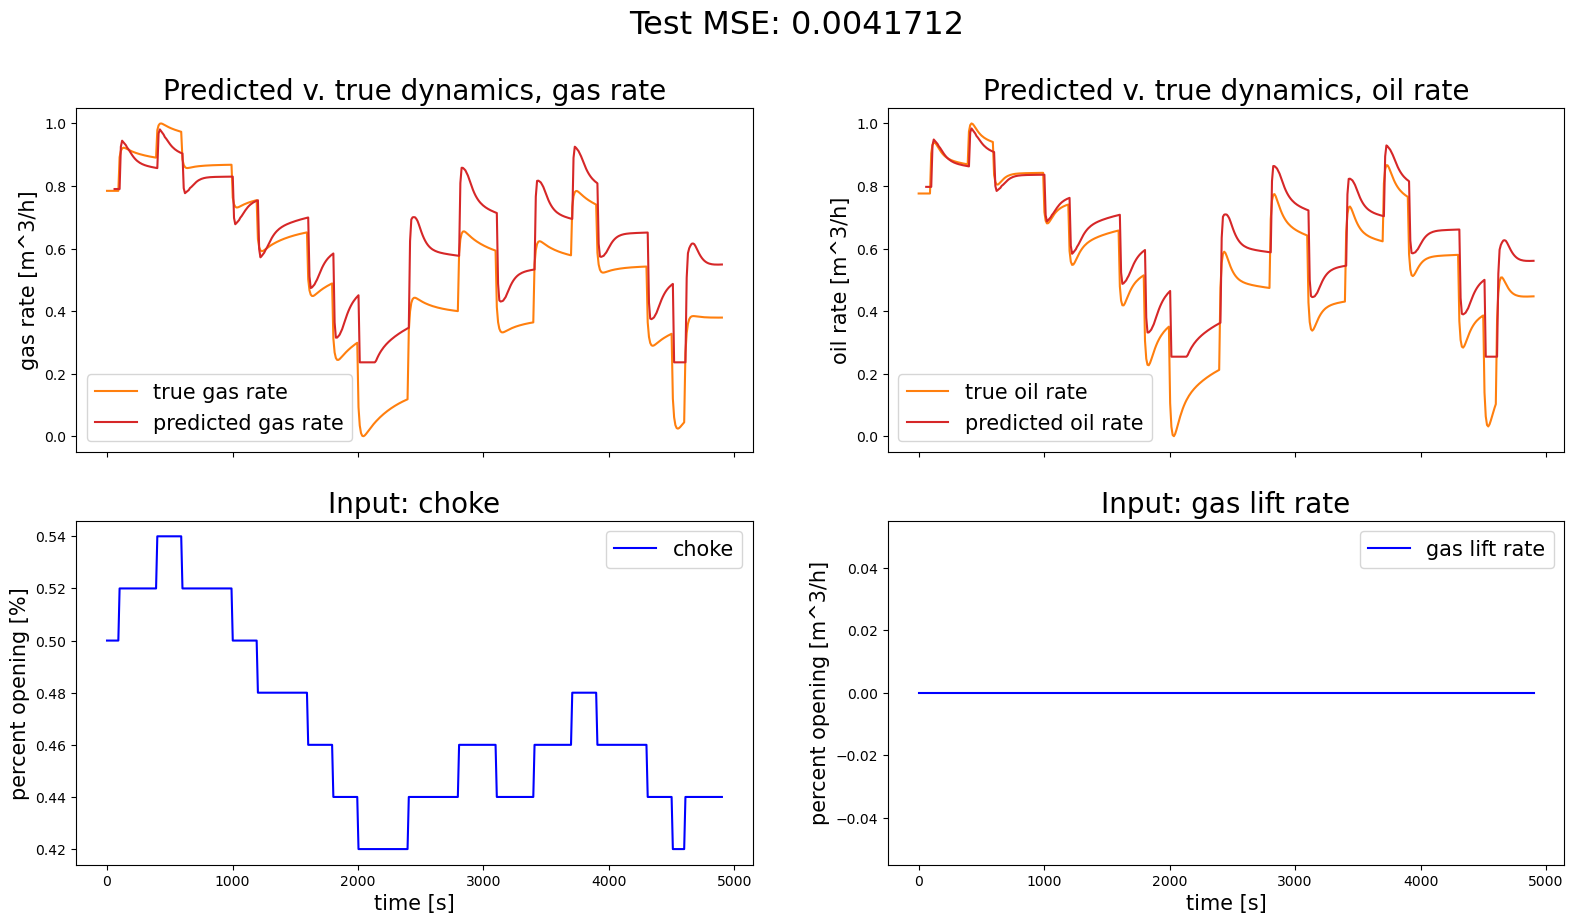 Test MSE: 0.0041712
Predicted v. true dynamics, gas rate
gas rate [m^3/h]
1.0
0.8
0.6
0.4
0.2
0.0
true gas rate
predicted gas rate
Predicted v. true dynamics, oil rate
oil rate [m^3/h]
1.0
0.8
0.6
0.4
0.2
0.0
true oil rate
predicted oil rate
Input: choke
percent opening [%]
0.54
0.52
0.50
0.48
0.46
0.44
0.42
choke
0 1000 2000 3000 4000 5000
time [s]
Input: gas lift rate
percent opening [m^3/h]
0.04
0.02
0.00
−0.02
−0.04
gas lift rate
0 1000 2000 3000 4000 5000
time [s]